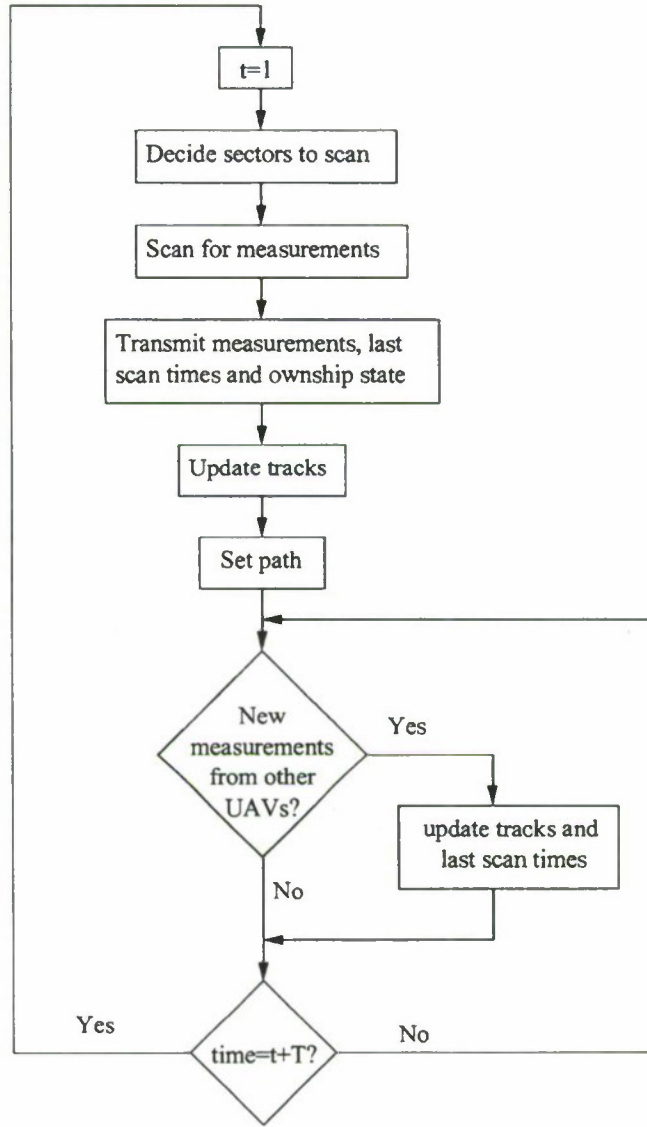 t=1
Decide sectors to scan
Scan for measurements
Transmit measurements, last
scan times and ownship state
Update tracks
Set path
New
measurements
from other
UAVs?
Yes
update tracks and
last scan times
No
Yes
time=t+T?
No